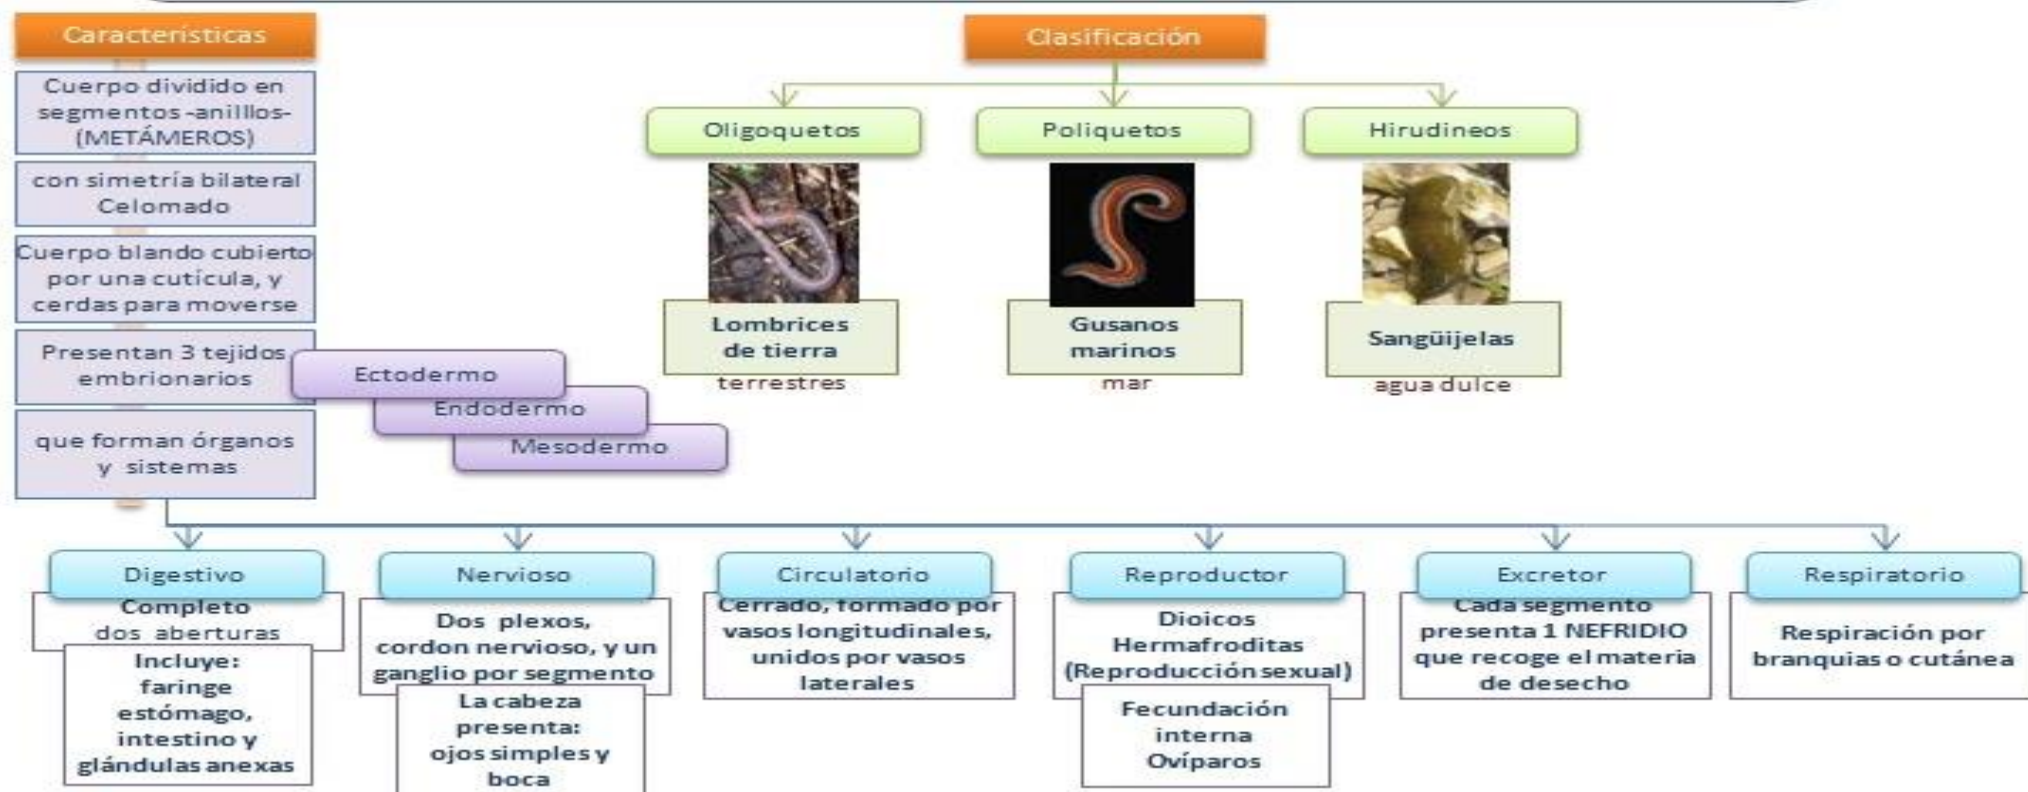 Características
Cuerpo dividido en
segmentos -anilllos-
(METÁMEROS)
con simetría bilateral
Celomado
Cuerpo blando cubierto
por una cutícula, y
cerdas para moverse
Presentan 3 tejidos
embrionarios
Ectodermo
Endodermo
Mesodermo
que forman órganos
y sistemas
Clasificación
Oligoquetos
Lombrices
de tierra
terrestres
Poliquetos
Gusanos
marinos
mar
Hirudineos
Sangüijelas
agua dulce
Digestivo
Completo
dos aberturas
Incluye:
faringe
estómago,
intestino y
glándulas anexas
Nervioso
Dos plexos,
cordon nervioso, y un
ganglio por segmento
La cabeza
presenta:
ojos simples y
boca
Circulatorio
Cerrado, formado por
vasos longitudinales,
unidos por vasos
laterales
Reproductor
Dioicos
Hermafroditas
(Reproducción sexual)
Fecundación
interna
Ovíparos
Excretor
Cada segmento
presenta 1 NEFRIDIO
que recoge el materia
de desecho
Respiratorio
Respiración por
branquias o cutánea